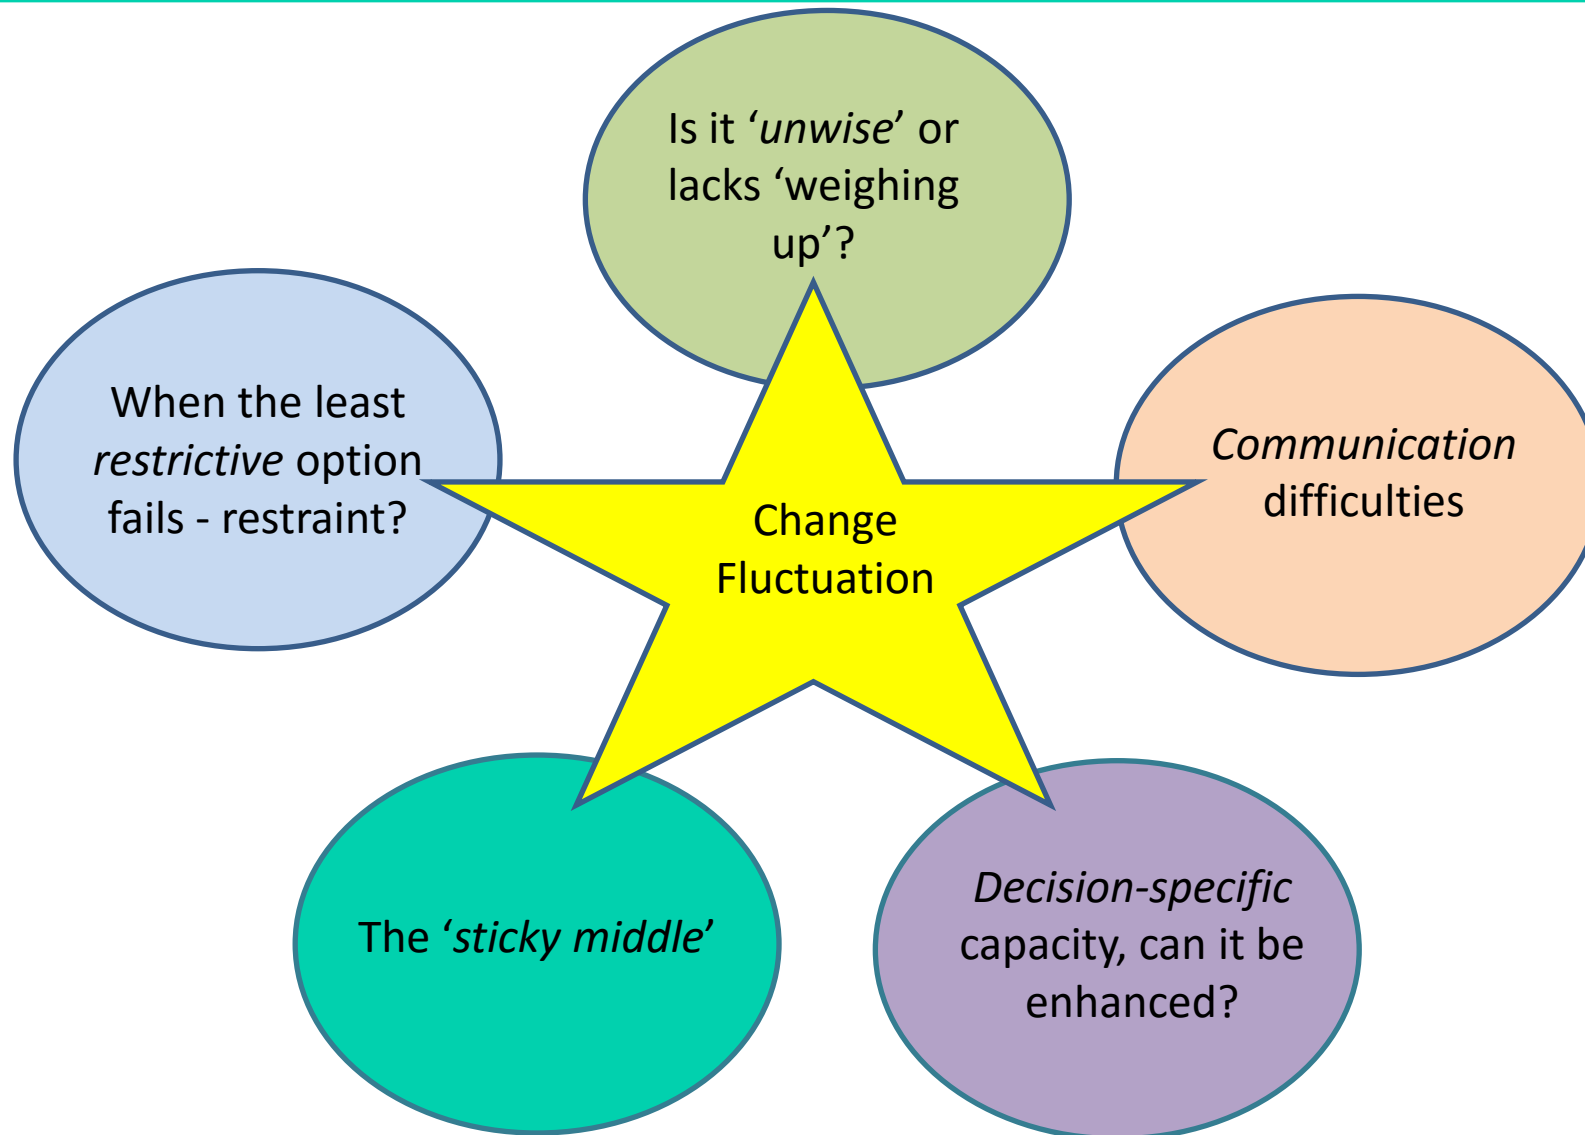 Is it ‘unwise’ or
lacks ‘weighing
up’?
When the least
restrictive option
fails - restraint?
Communication
difficulties
Change
Fluctuation
The ‘sticky middle’
Decision-specific
capacity, can it be
enhanced?